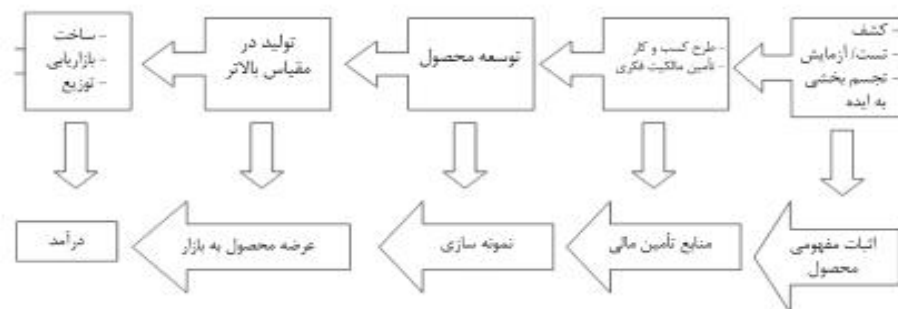 - کشف
- تست/ آزمایش
- تجسم بخشی
به ایده
- طرح کسب و کار
- تأمین مالکیت فکری
توسعه محصول
تولید در
مقیاس بالاتر
- ساخت
- بازاریابی
- توزیع
اثبات مفهومی
محصول
منابع تأمین مالی
نمونه سازی
عرضه محصول به بازار
درآمد